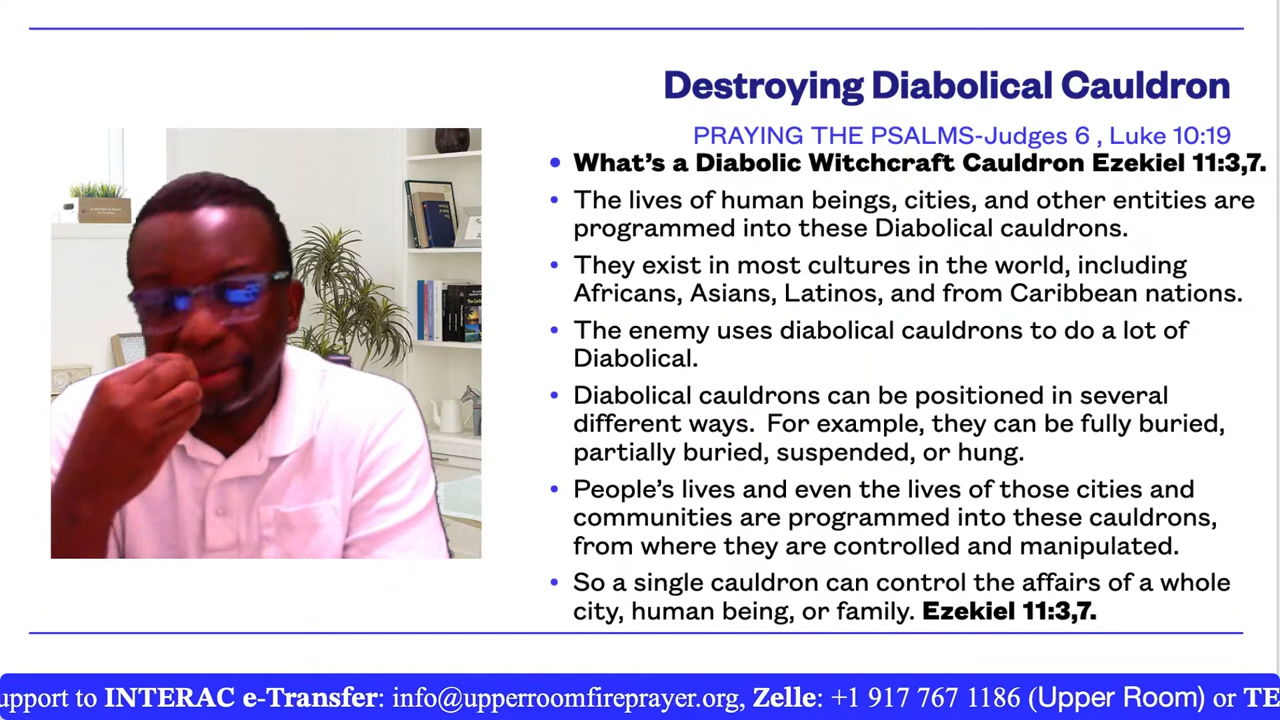 Destroying Diabolical Cauldron
PRAYING THE PSALMS-Judges 6 , Luke 10:19
• What's a Diabolic Witchcraft Cauldron Ezekiel 11:3,7.
• The lives of human beings, cities, and other entities are
programmed into these Diabolical cauldrons.
• They exist in most cultures in the world, including
Africans, Asians, Latinos, and from Caribbean nations.
• The enemy uses diabolical cauldrons to do a lot of
Diabolical.
• Diabolical cauldrons can be positioned in several
different ways.  For example, they can be fully buried,
partially buried, suspended, or hung.
• People's lives and even the lives of those cities and
communities are programmed into these cauldrons,
from where they are controlled and manipulated.
• So a single cauldron can control the affairs of a whole
city, human being, or family. Ezekiel 11:3,7.
upport to INTERAC e-Transfer: info@upperroomfireprayer.org, Zelle: +1 917 767 1186 (Upper Room) or TE